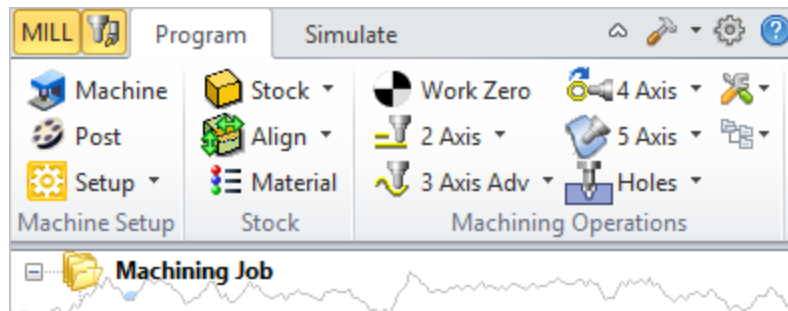 MILL Program Simulate
Machine Stock Work Zero 4 Axis
Post Align 2 Axis 5 Axis
Setup Material 3 Axis Adv Holes
Machine Setup Stock Machining Operations
Machining Job